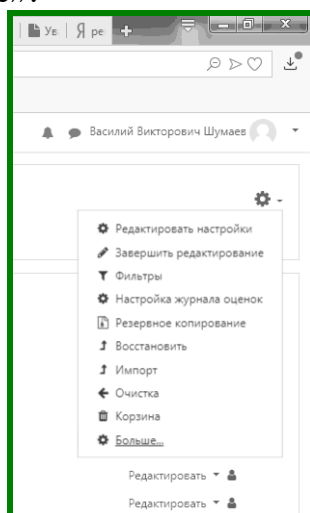 Ув. Я ре
Василий Викторович Шумаев
Редактировать настройки
Завершить редактирование
Фильтры
Настройка журнала оценок
Резервное копирование
Восстановить
Импорт
Очистка
Корзина
Больше...
Редактировать
Редактировать